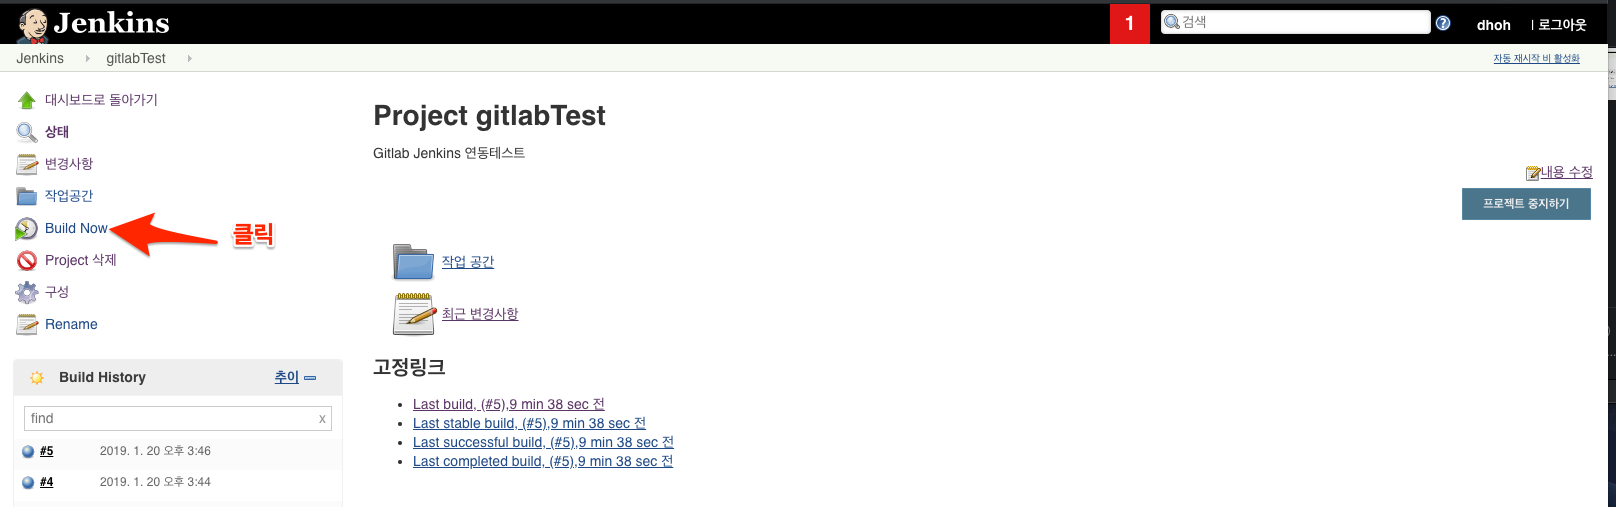 Jenkins
1
검색
?
dhoh
| 로그아웃
Jenkins
gitlabTest
자동 재시작 비 활성화
대시보드로 돌아가기
상태
변경사항
작업공간
Build Now
클릭
Project 삭제
구성
Rename
Build History
추이
find
x
#5
2019. 1. 20 오후 3:46
#4
2019. 1. 20 오후 3:44
Project gitlabTest
Gitlab Jenkins 연동테스트
내용 수정
프로젝트 중지하기
작업 공간
최근 변경사항
고정링크
Last build, (#5),9 min 38 sec 전
Last stable build, (#5),9 min 38 sec 전
Last successful build, (#5),9 min 38 sec 전
Last completed build, (#5),9 min 38 sec 전